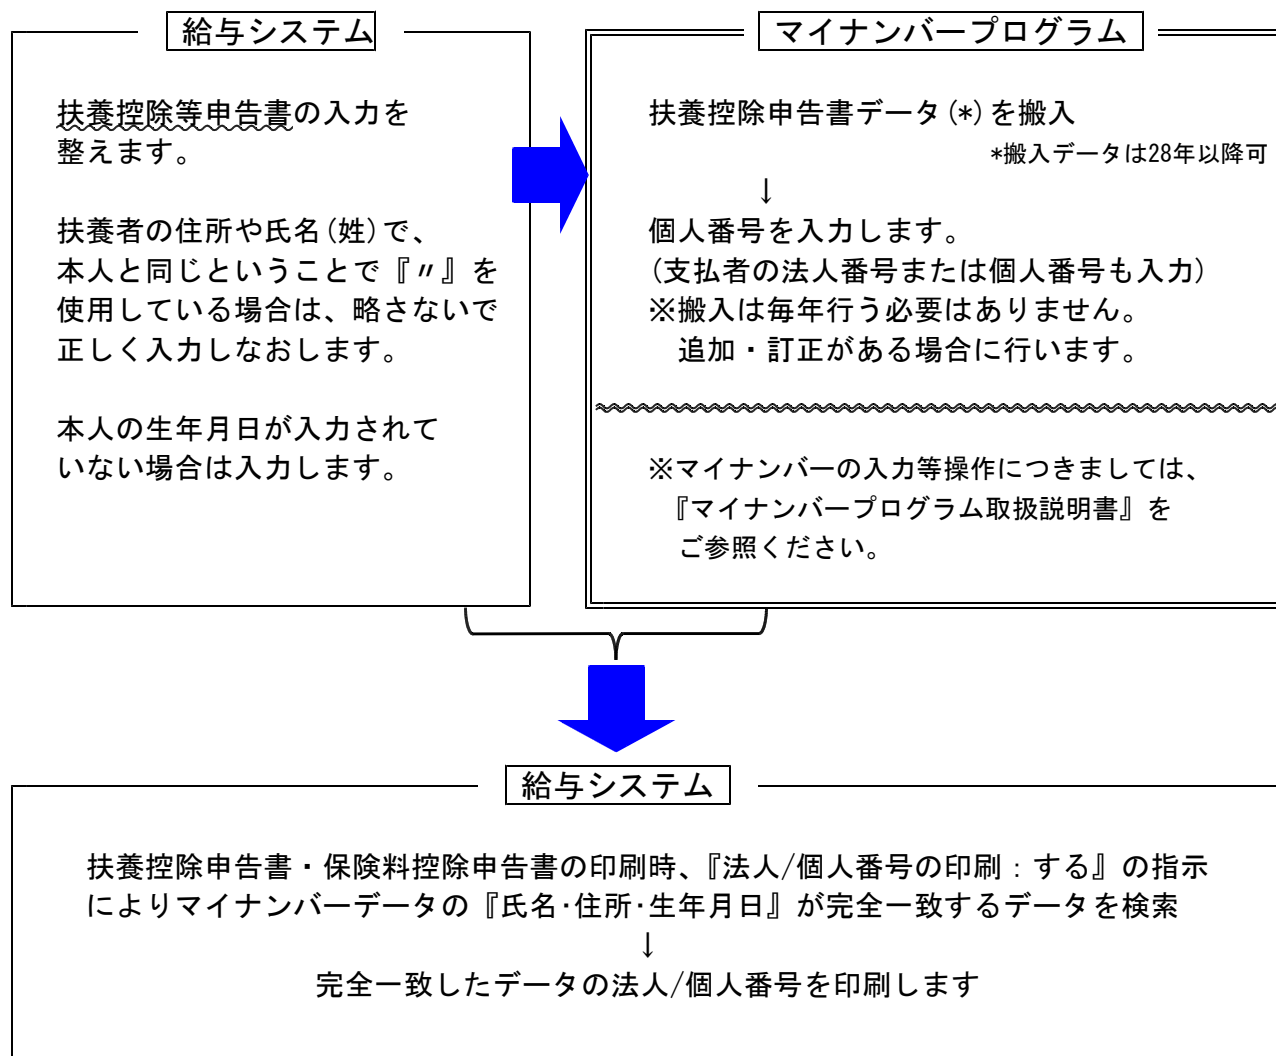 給与システム
扶養控除等申告書の入力を
整えます。
扶養者の住所や氏名(姓)で、
本人と同じということで『〃』を
使用している場合は、略さないで
正しく入力しなおします。
本人の生年月日が入力されて
いない場合は入力します。
マイナンバープログラム
扶養控除申告書データ(*)を搬入
*搬入データは28年以降可
↓
個人番号を入力します。
(支払者の法人番号または個人番号も入力)
※搬入は毎年行う必要はありません。
追加・訂正がある場合に行います。
※マイナンバーの入力等操作につきましては、
『マイナンバープログラム取扱説明書』を
ご参照ください。
給与システム
扶養控除申告書・保険料控除申告書の印刷時、『法人/個人番号の印刷:する』の指示
によりマイナンバーデータの『氏名･住所･生年月日』が完全一致するデータを検索
↓
完全一致したデータの法人/個人番号を印刷します